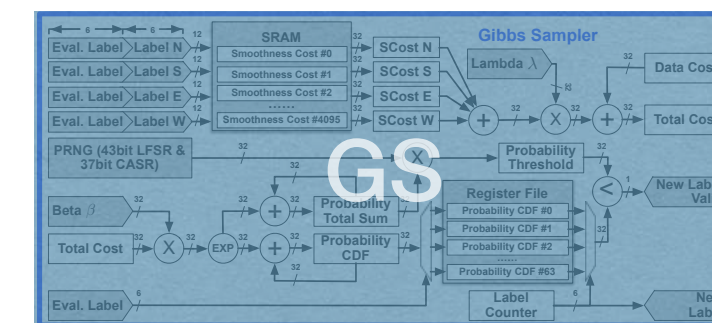 Gibbs Sampler
6 6
Eval. Label Label N 12
Eval. Label Label S 12
Eval. Label Label E 12
Eval. Label Label W 12
SRAM
Smoothness Cost #0
Smoothness Cost #1
Smoothness Cost #2
......
Smoothness Cost #4095
32 SCost N
32 SCost S
32 SCost E
32 SCost W
Lambda λ
+ 32 X 32 + 32
32 Data Cos
Total Cos
PRNG (43bit LFSR &
37bit CASR)
32 X 32
Probability
Threshold
32
< 1
New Lab
Val
GS
Beta β 32
Total Cost 32 X 32 EXP
32 + 32
Probability
Total Sum
32
32 + 32
Probability
CDF
32
32
Register File
Probability CDF #0
Probability CDF #1
Probability CDF #2
......
Probability CDF #63
32
Eval. Label 6
Label
Counter
6
Ne
Lab